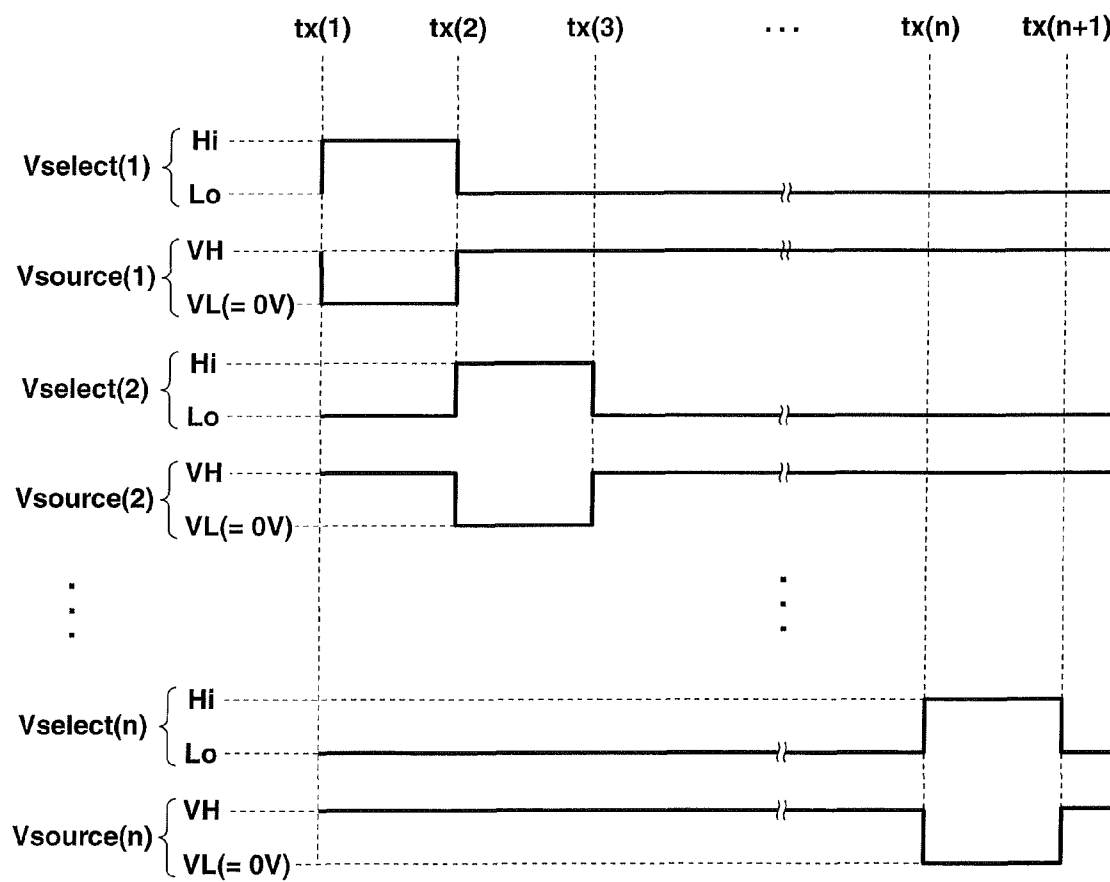 tx(1) tx(2) tx(3) ... tx(n) tx(n+1)
Hi
Vselect(1)
Lo
VH
Vsource(1)
VL(= 0V)
Hi
Vselect(2)
Lo
VH
Vsource(2)
VL(= 0V)
Hi
Vselect(n)
Lo
VH
Vsource(n)
VL(= 0V)